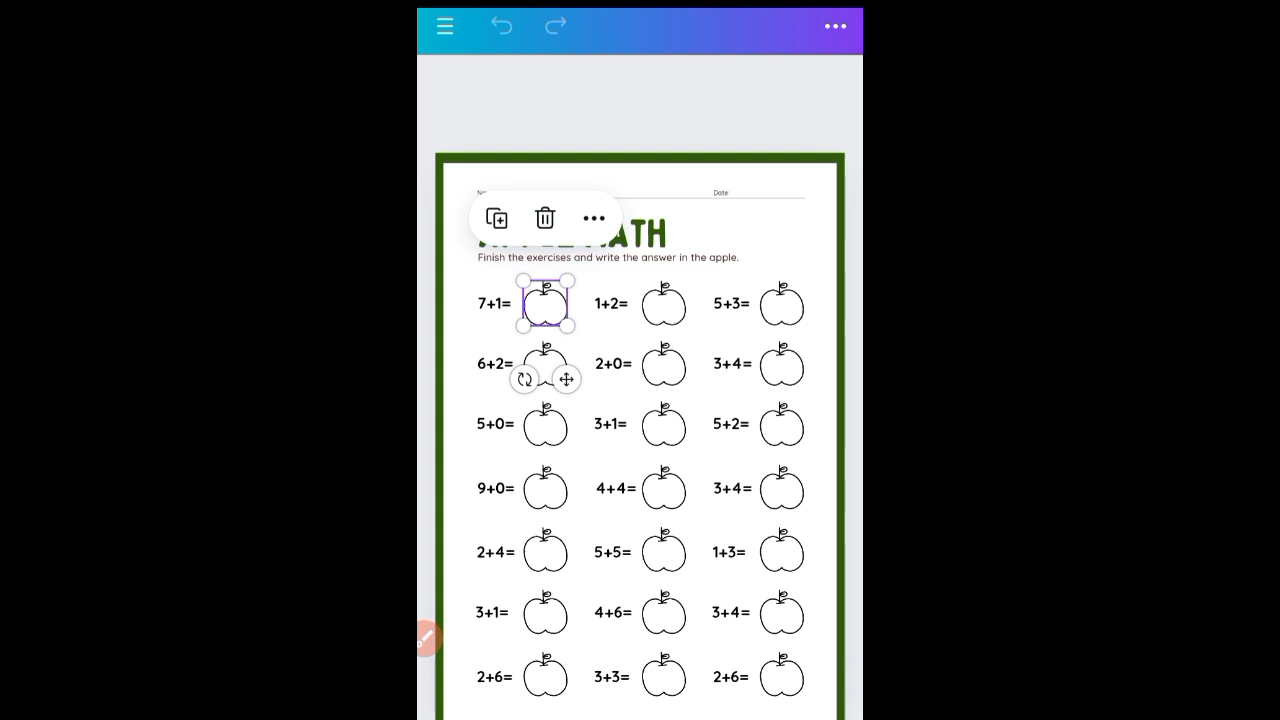 Date:
ATH
Finish the exercises and write the answer in the apple.
7+1= 1+2= 5+3=
6+2= 2+0= 3+4=
5+0= 3+1= 5+2=
9+0= 4+4= 3+4=
2+4= 5+5= 1+3=
3+1= 4+6= 3+4=
2+6= 3+3= 2+6=